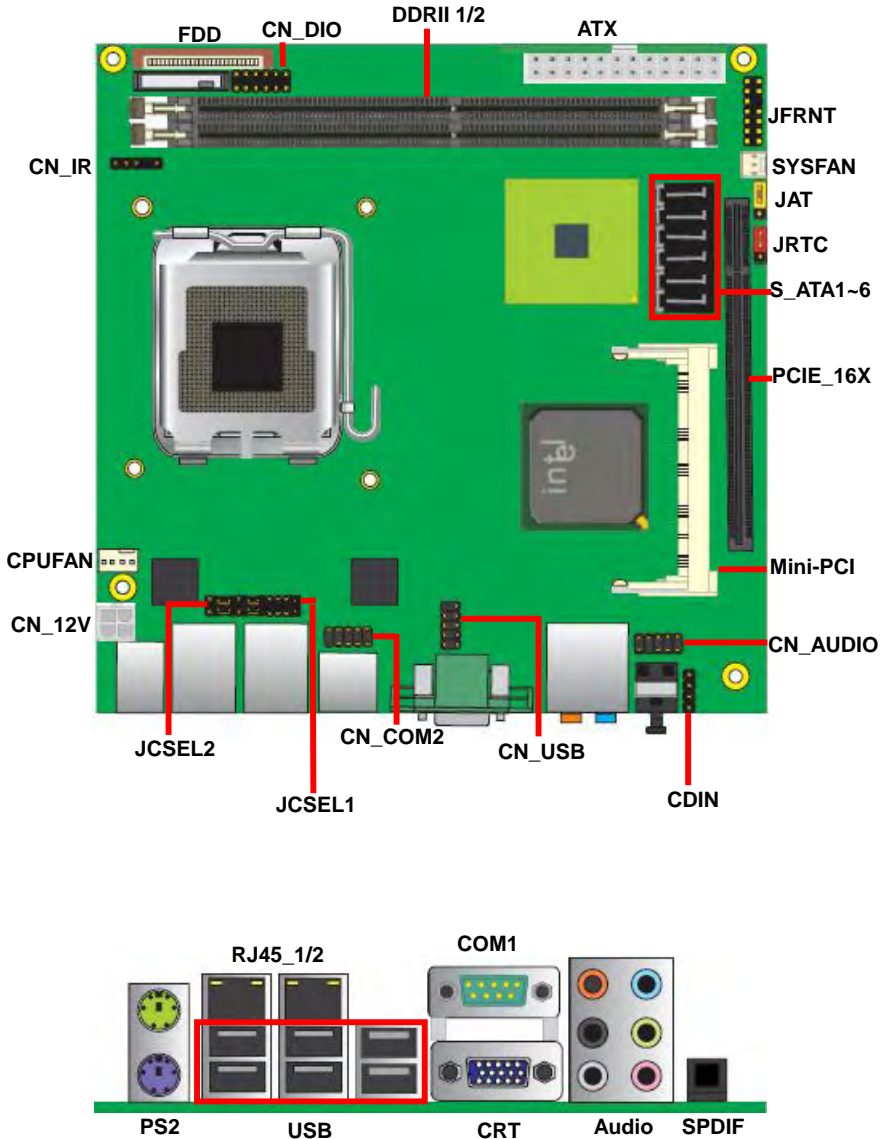 FDD CN_DIO DDRII 1/2 ATX
JFRNT
CN_IR SYSFAN
JAT
JRTC
S_ATA1~6
PCIE_16X
intel
CPUFAN Mini-PCI
CN_12V CN_AUDIO
JCSEL2 CN_COM2 CN_USB
JCSEL1 CDIN
RJ45_1/2 COM1
PS2 USB CRT Audio SPDIF